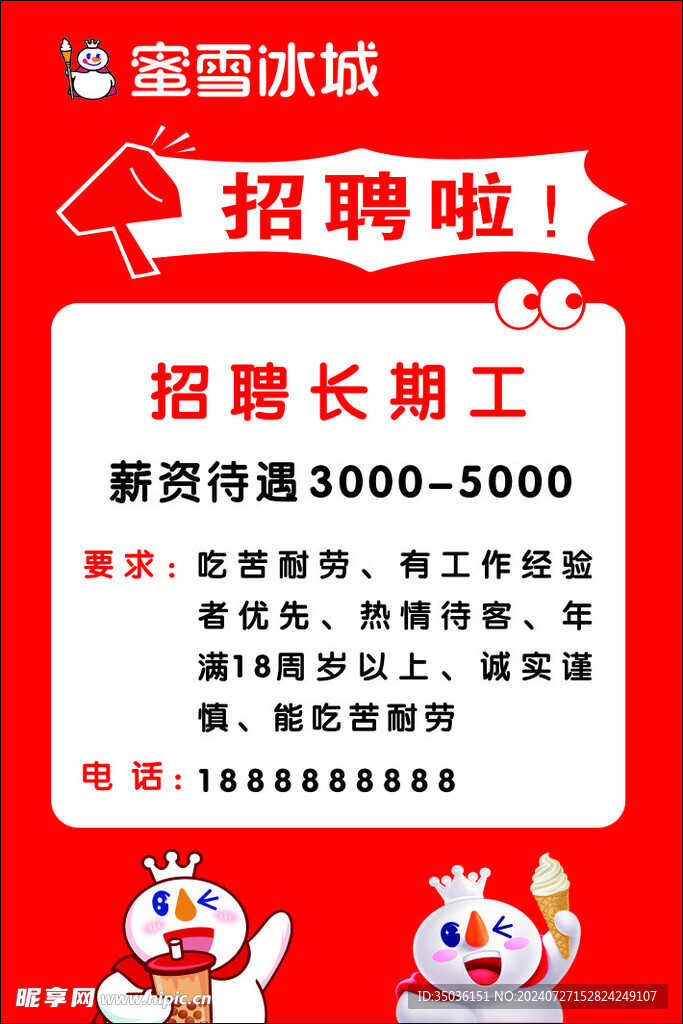 蜜雪冰城
招聘啦！
招聘长期工
薪资待遇3000-5000
要求：吃苦耐劳、有工作经验
者优先、热情待客、年
满18周岁以上、诚实谨
慎、能吃苦耐劳
电话：18888888888
昵享网 www.nipic.cn
ID:35036151 NO:20240727152824249107